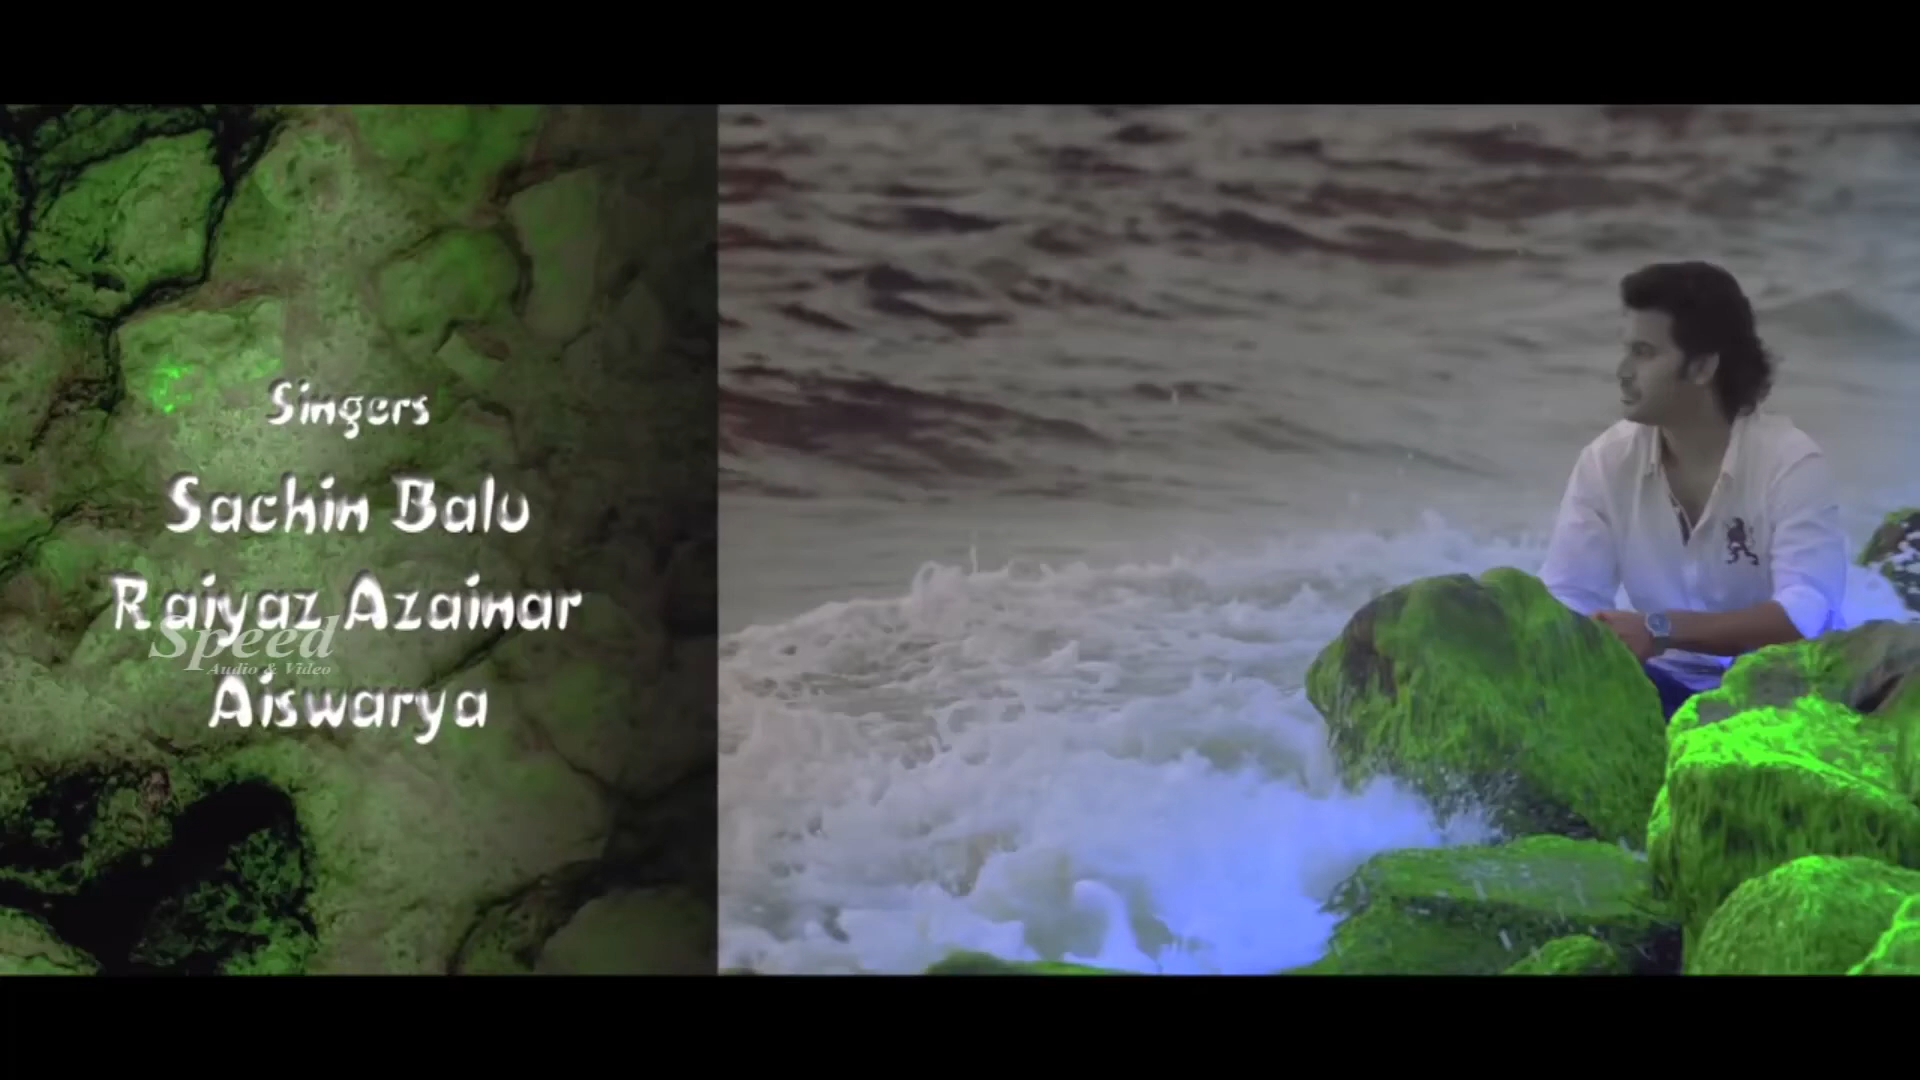 Singers
Sachin Balu
Raiyaz Azainar
Speed
Audio & Video
Aiswarya